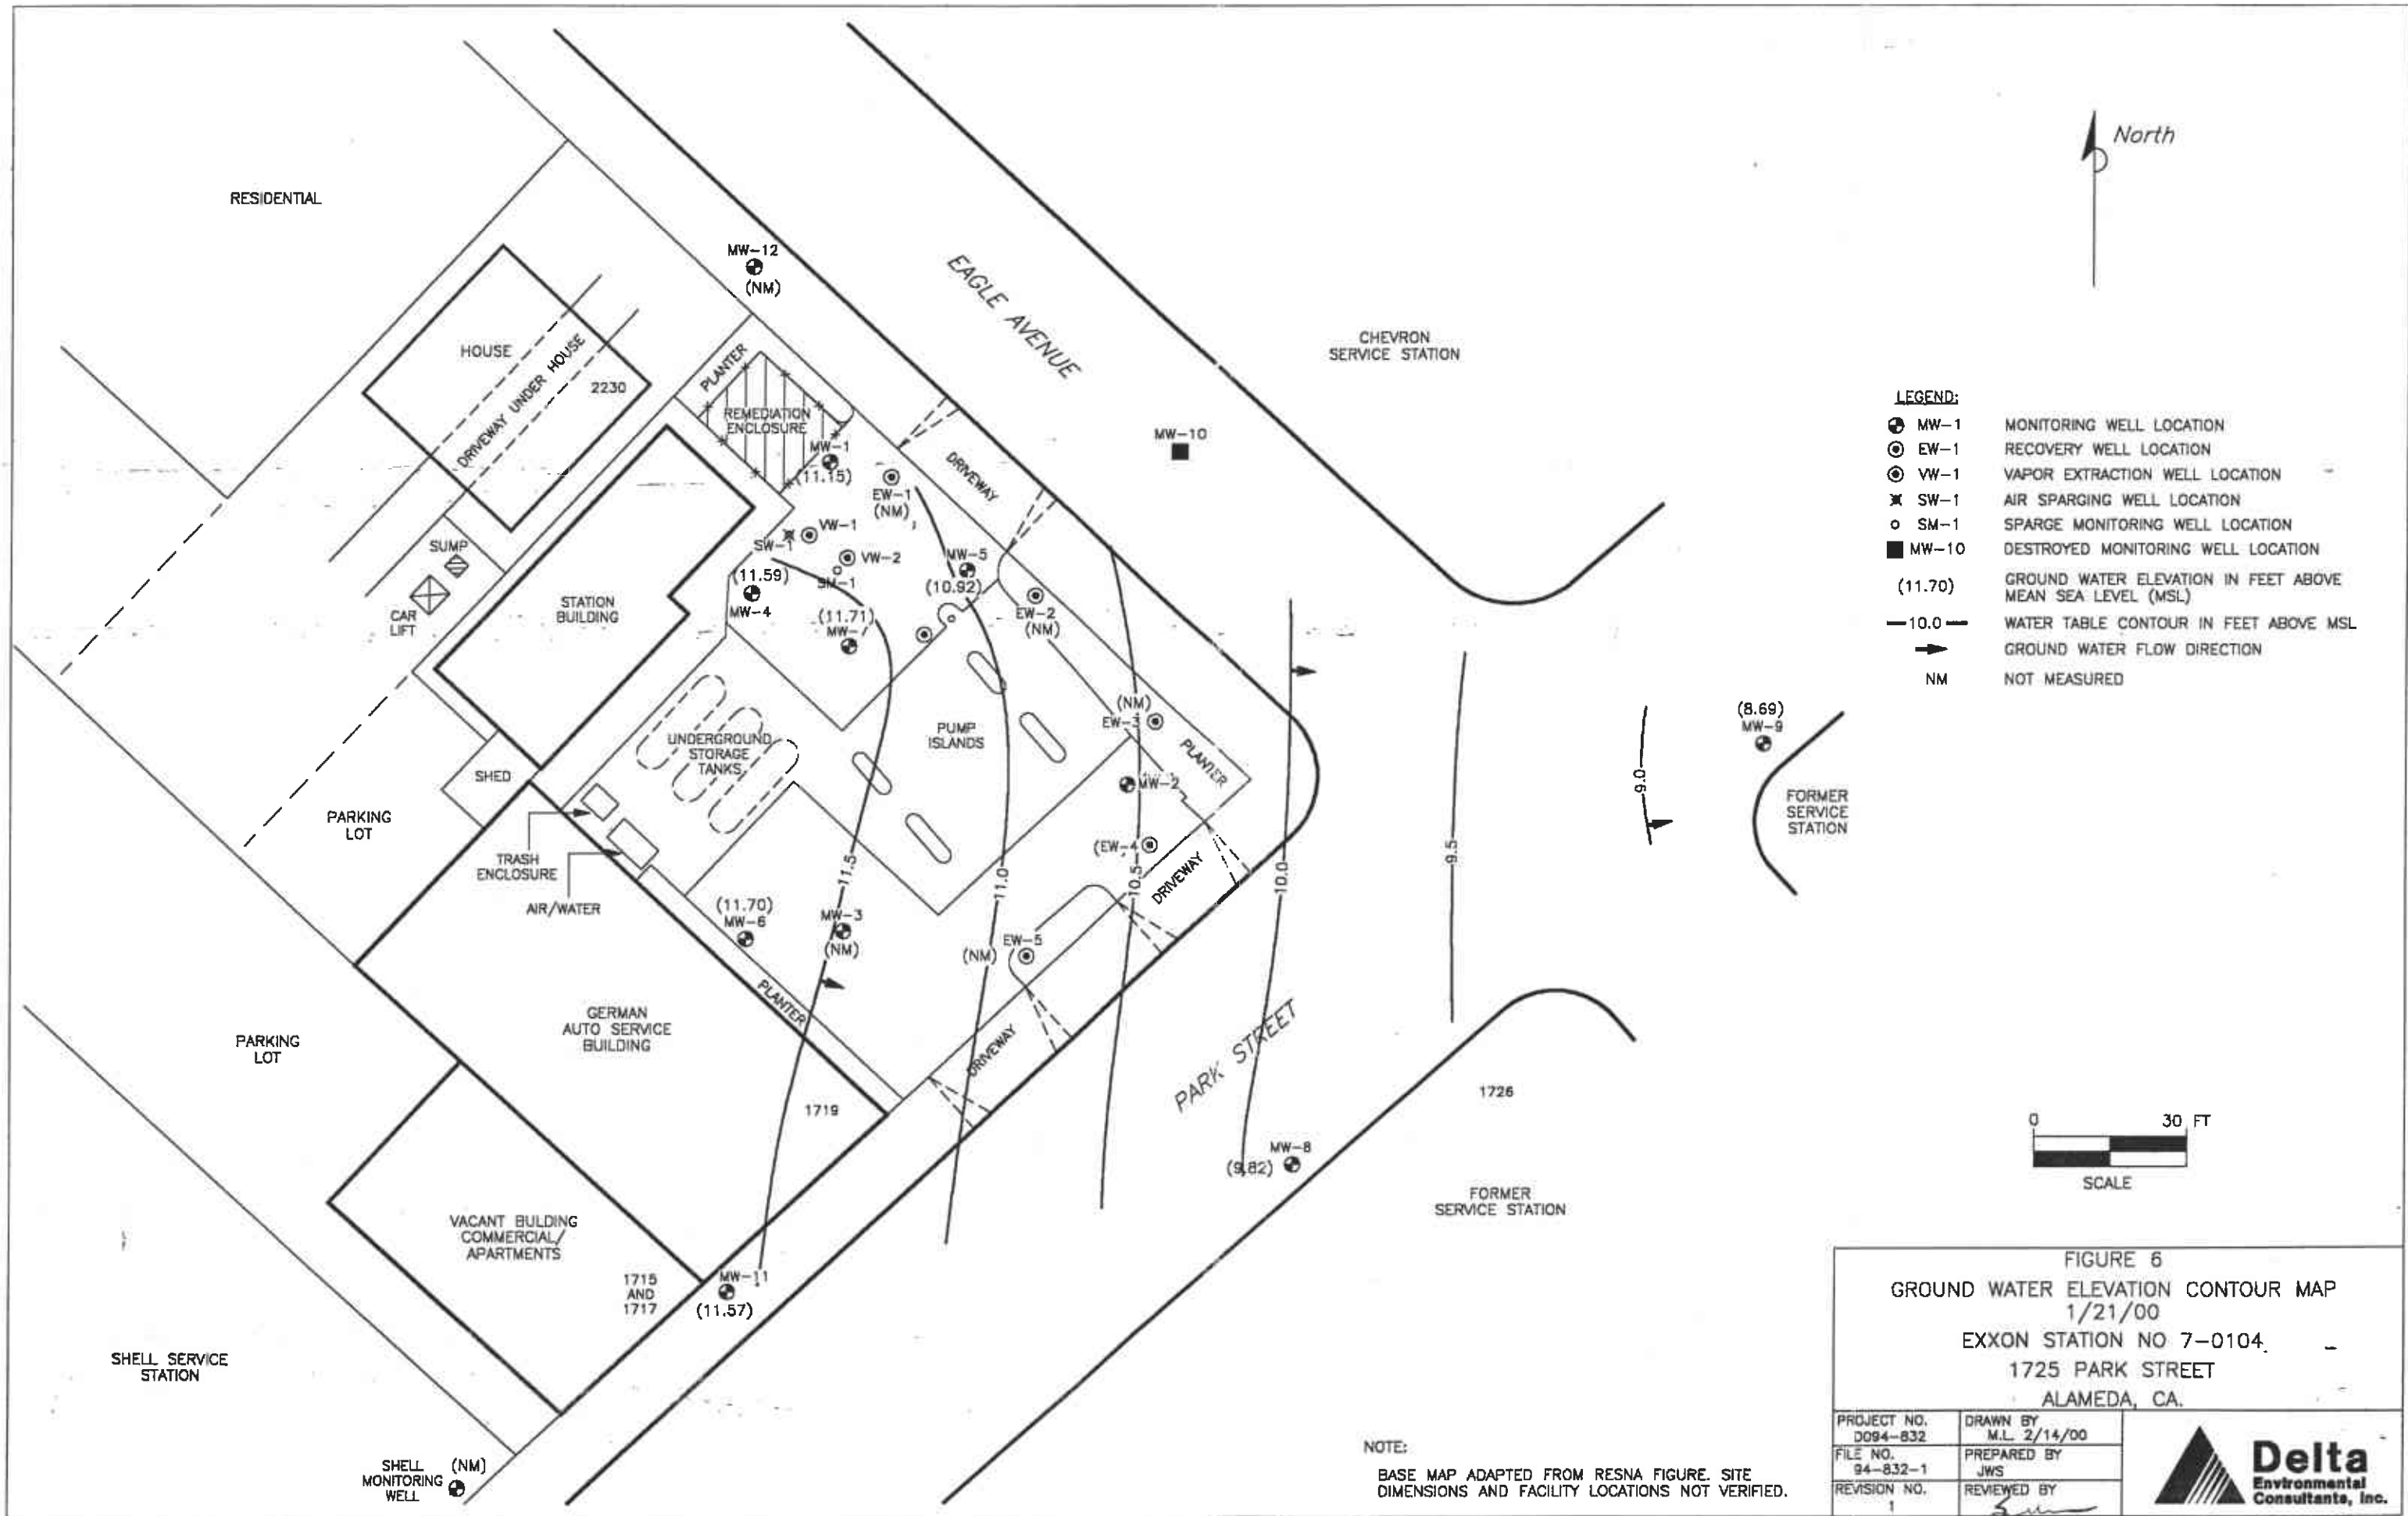 RESIDENTIAL
MW-12
(NM)
EAGLE AVENUE
North
CHEVRON
SERVICE STATION
HOUSE
DRIVEWAY UNDER HOUSE
2230
PLANTER
REMEDIATION
ENCLOSURE
MW-1
(11.15)
EW-1
(NM)
DRIVEWAY
MW-10
LEGEND:
MW-1 MONITORING WELL LOCATION
EW-1 RECOVERY WELL LOCATION
VW-1 VAPOR EXTRACTION WELL LOCATION
SW-1 AIR SPARGING WELL LOCATION
SM-1 SPARGE MONITORING WELL LOCATION
MW-10 DESTROYED MONITORING WELL LOCATION
(11.70) GROUND WATER ELEVATION IN FEET ABOVE
MEAN SEA LEVEL (MSL)
10.0 WATER TABLE CONTOUR IN FEET ABOVE MSL
GROUND WATER FLOW DIRECTION
NM NOT MEASURED
SUMP
CAR
LIFT
STATION
BUILDING
SW-1
VW-1
VW-2
SM-1
(11.59)
MW-4
(11.71)
MW-
MW-5
(10.92)
EW-2
(NM)
(NM)
EW-3
PLANTER
MW-2
(EW-4
DRIVEWAY
PUMP
ISLANDS
UNDERGROUND
STORAGE
TANKS
SHED
PARKING
LOT
TRASH
ENCLOSURE
AIR/WATER
11.5
11.0
10.5
10.0
9.5
9.0
(8.69)
MW-9
FORMER
SERVICE
STATION
(11.70)
MW-6
MW-3
(NM)
(NM)
EW-5
PLANTER
DRIVEWAY
PARKING
LOT
GERMAN
AUTO SERVICE
BUILDING
1719
PARK STREET
1726
MW-8
(9.82)
FORMER
SERVICE STATION
0 30 FT
SCALE
VACANT BULDING
COMMERCIAL/
APARTMENTS
1715
AND
1717
MW-11
(11.57)
SHELL SERVICE
STATION
SHELL
MONITORING
WELL
(NM)
NOTE:
BASE MAP ADAPTED FROM RESNA FIGURE. SITE
DIMENSIONS AND FACILITY LOCATIONS NOT VERIFIED.
FIGURE 6
GROUND WATER ELEVATION CONTOUR MAP
1/21/00
EXXON STATION NO 7-0104
1725 PARK STREET
ALAMEDA, CA.
PROJECT NO.
D094-832
DRAWN BY
M.L. 2/14/00
FILE NO.
94-832-1
PREPARED BY
JWS
REVISION NO.
1
REVIEWED BY
Delta
Environmental
Consultants, Inc.